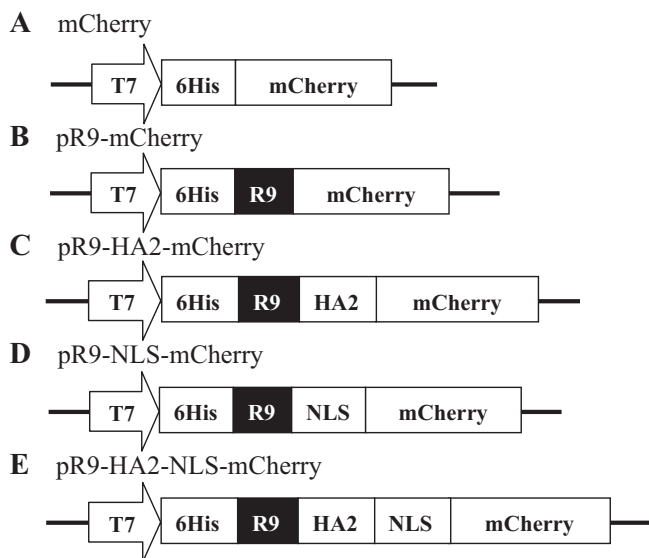 A mCherry
T7 6His mCherry
B pR9-mCherry
T7 6His R9 mCherry
C pR9-HA2-mCherry
T7 6His R9 HA2 mCherry
D pR9-NLS-mCherry
T7 6His R9 NLS mCherry
E pR9-HA2-NLS-mCherry
T7 6His R9 HA2 NLS mCherry